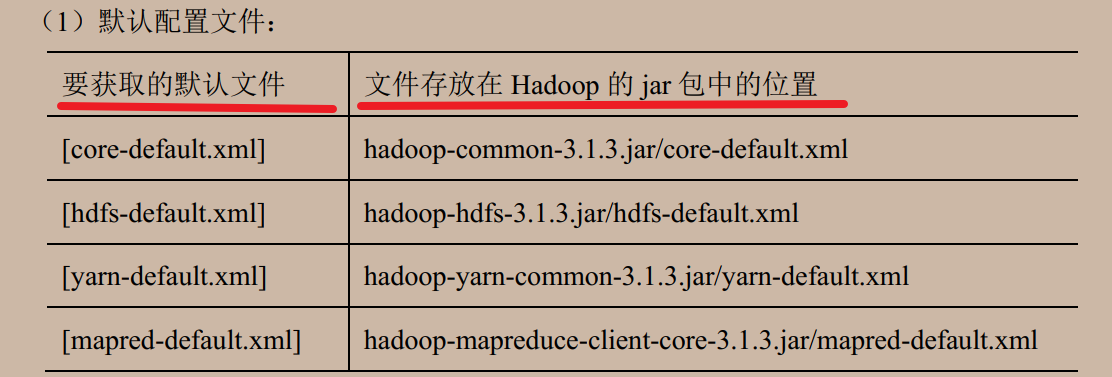 （1）默认配置文件：
要获取的默认文件 文件存放在 Hadoop 的 jar 包中的位置
[core-default.xml] hadoop-common-3.1.3.jar/core-default.xml
[hdfs-default.xml] hadoop-hdfs-3.1.3.jar/hdfs-default.xml
[yarn-default.xml] hadoop-yarn-common-3.1.3.jar/yarn-default.xml
[mapred-default.xml] hadoop-mapreduce-client-core-3.1.3.jar/mapred-default.xml